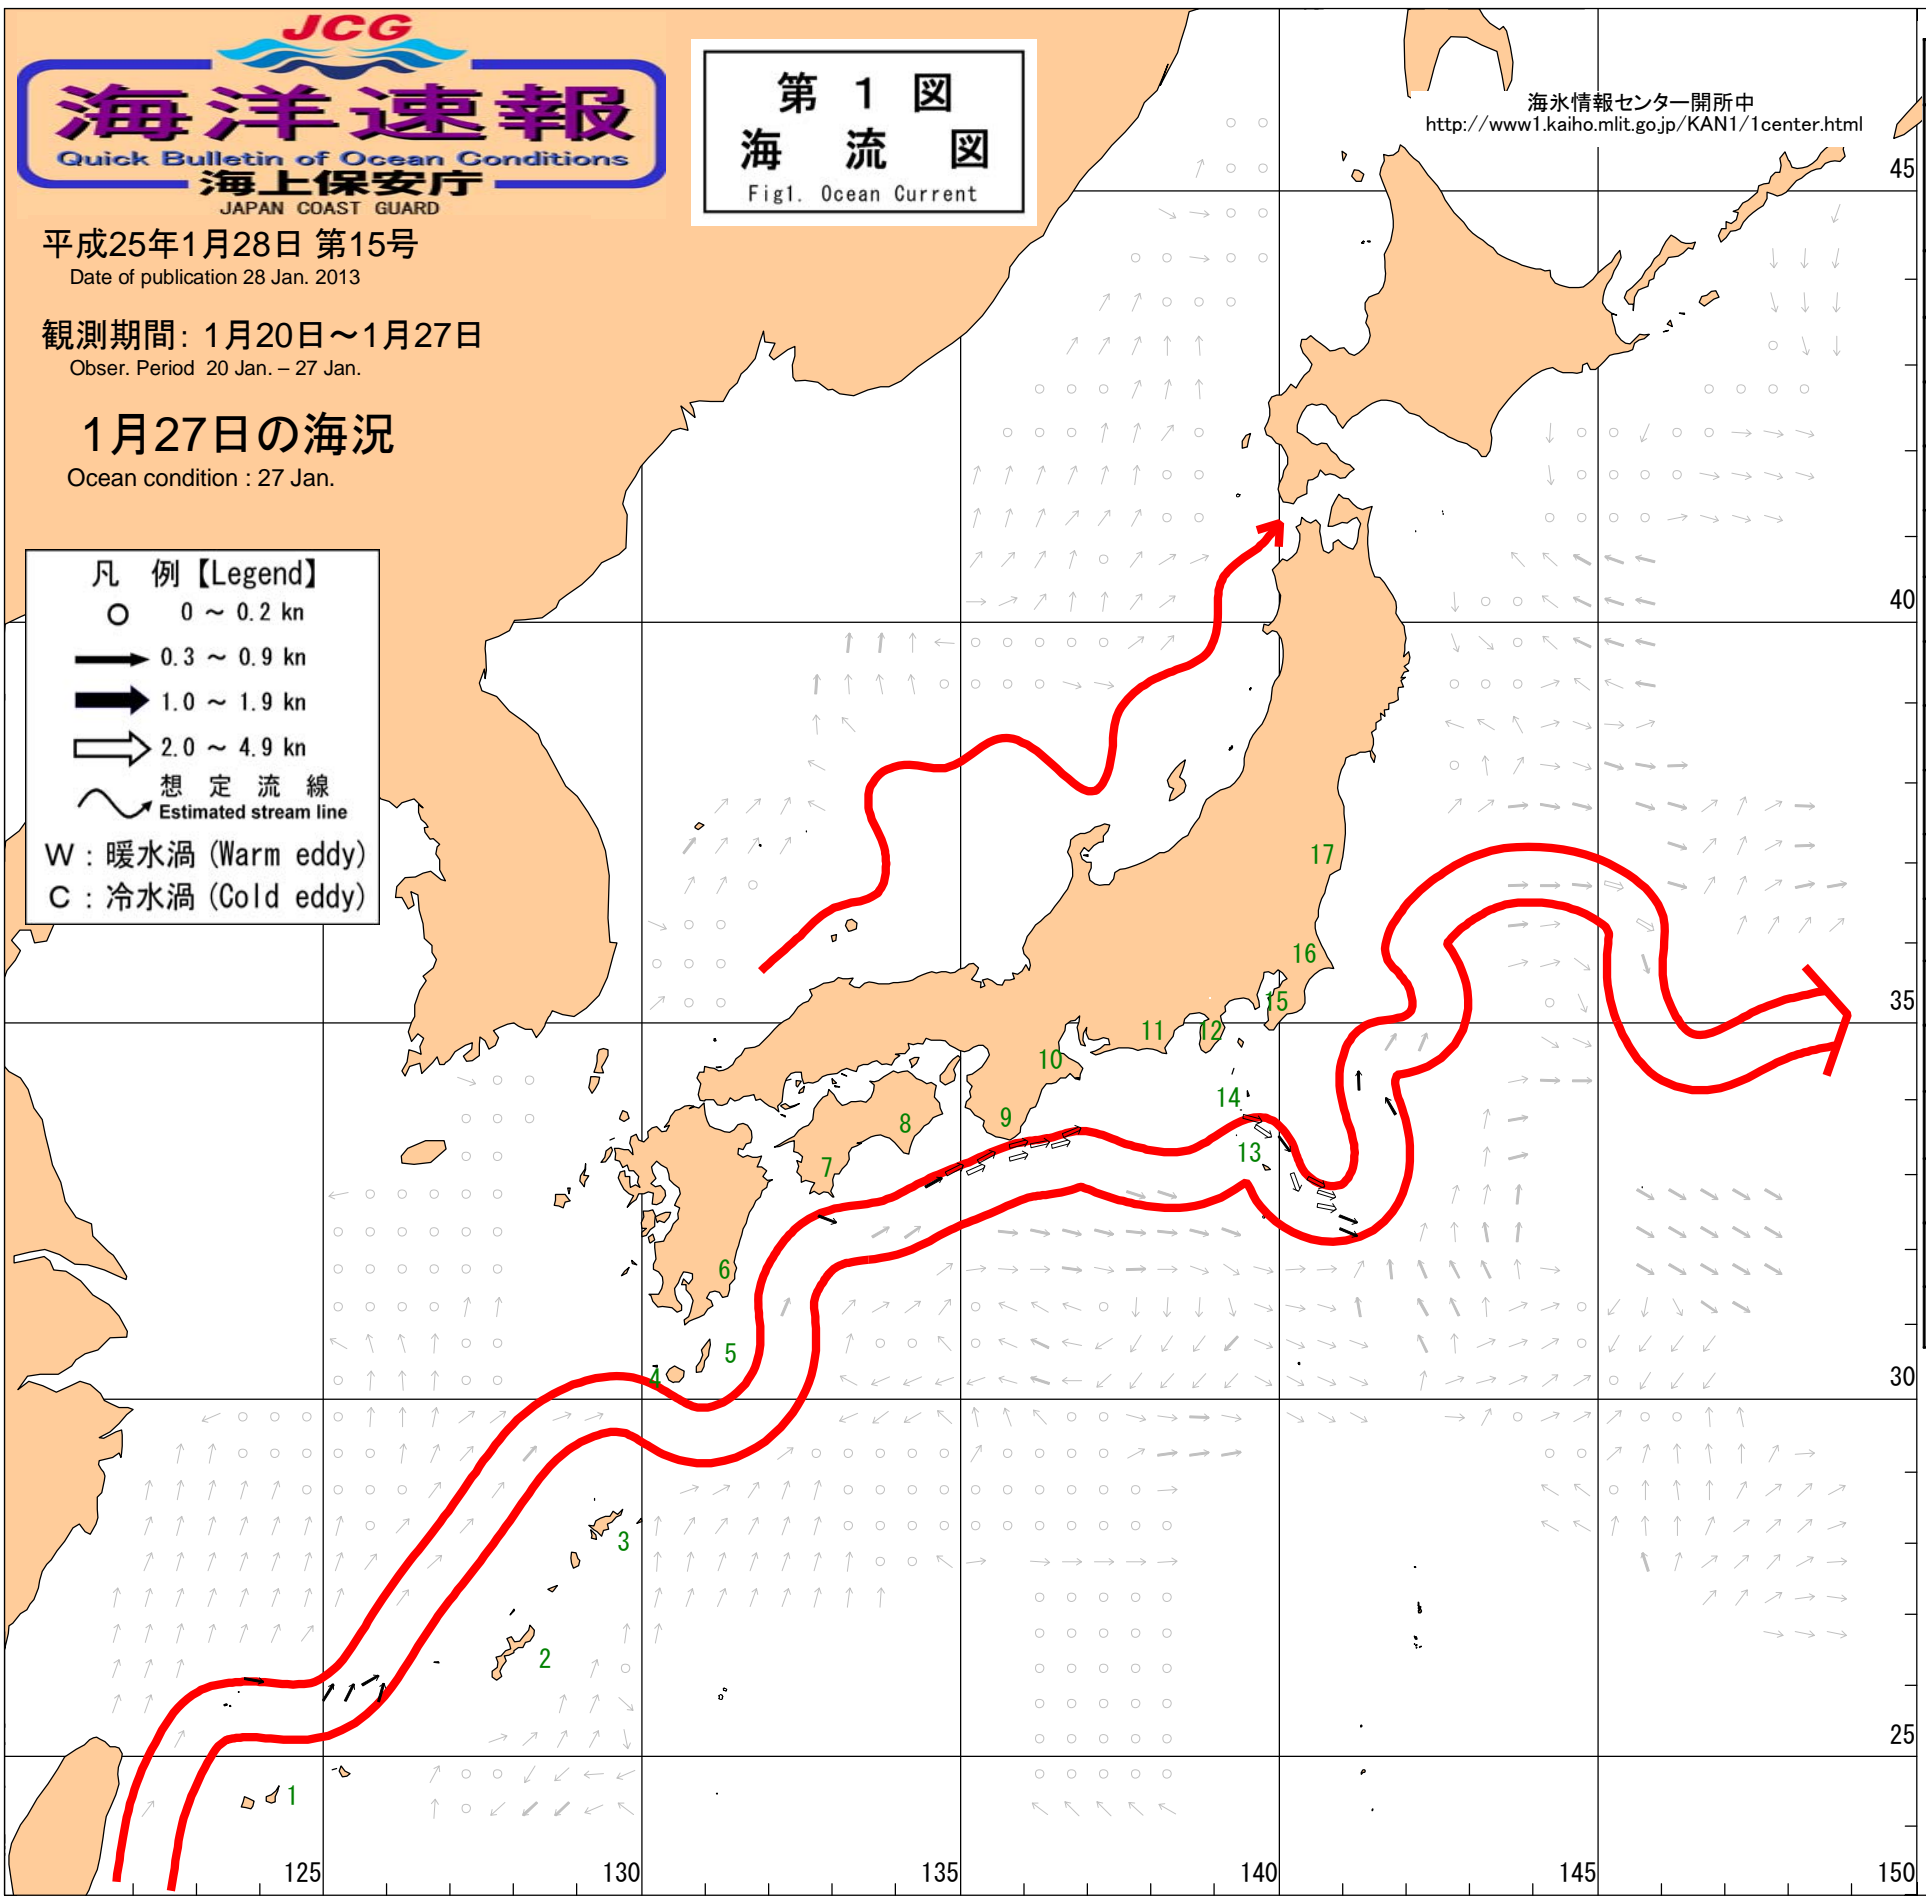 JCG
海洋速報
Quick Bulletin of Ocean Conditions
海上保安庁
JAPAN COAST GUARD
平成25年1月28日 第15号
Date of publication 28 Jan. 2013
観測期間: 1月20日～1月27日
Obser. Period 20 Jan. – 27 Jan.
1月27日の海況
Ocean condition : 27 Jan.
第 1 図
海 流 図
Fig1. Ocean Current
海氷情報センター開所中
http://www1.kaiho.mlit.go.jp/KAN1/1center.html
凡 例【Legend】
0 ～ 0.2 kn
0.3 ～ 0.9 kn
1.0 ～ 1.9 kn
2.0 ～ 4.9 kn
想 定 流 線
Estimated stream line
W : 暖水渦 (Warm eddy)
C : 冷水渦 (Cold eddy)
45
40
35
30
25
17
16
15
12
11
10
14
9
8
13
7
6
5
4
3
2
1
125
130
135
140
145
150